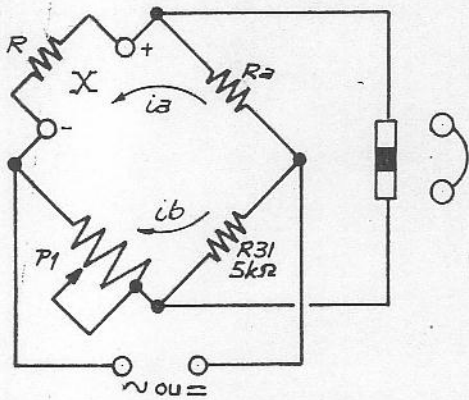 R
+
Ra
X
ia
-
ib
P1
R31
5kΩ
~ ou =